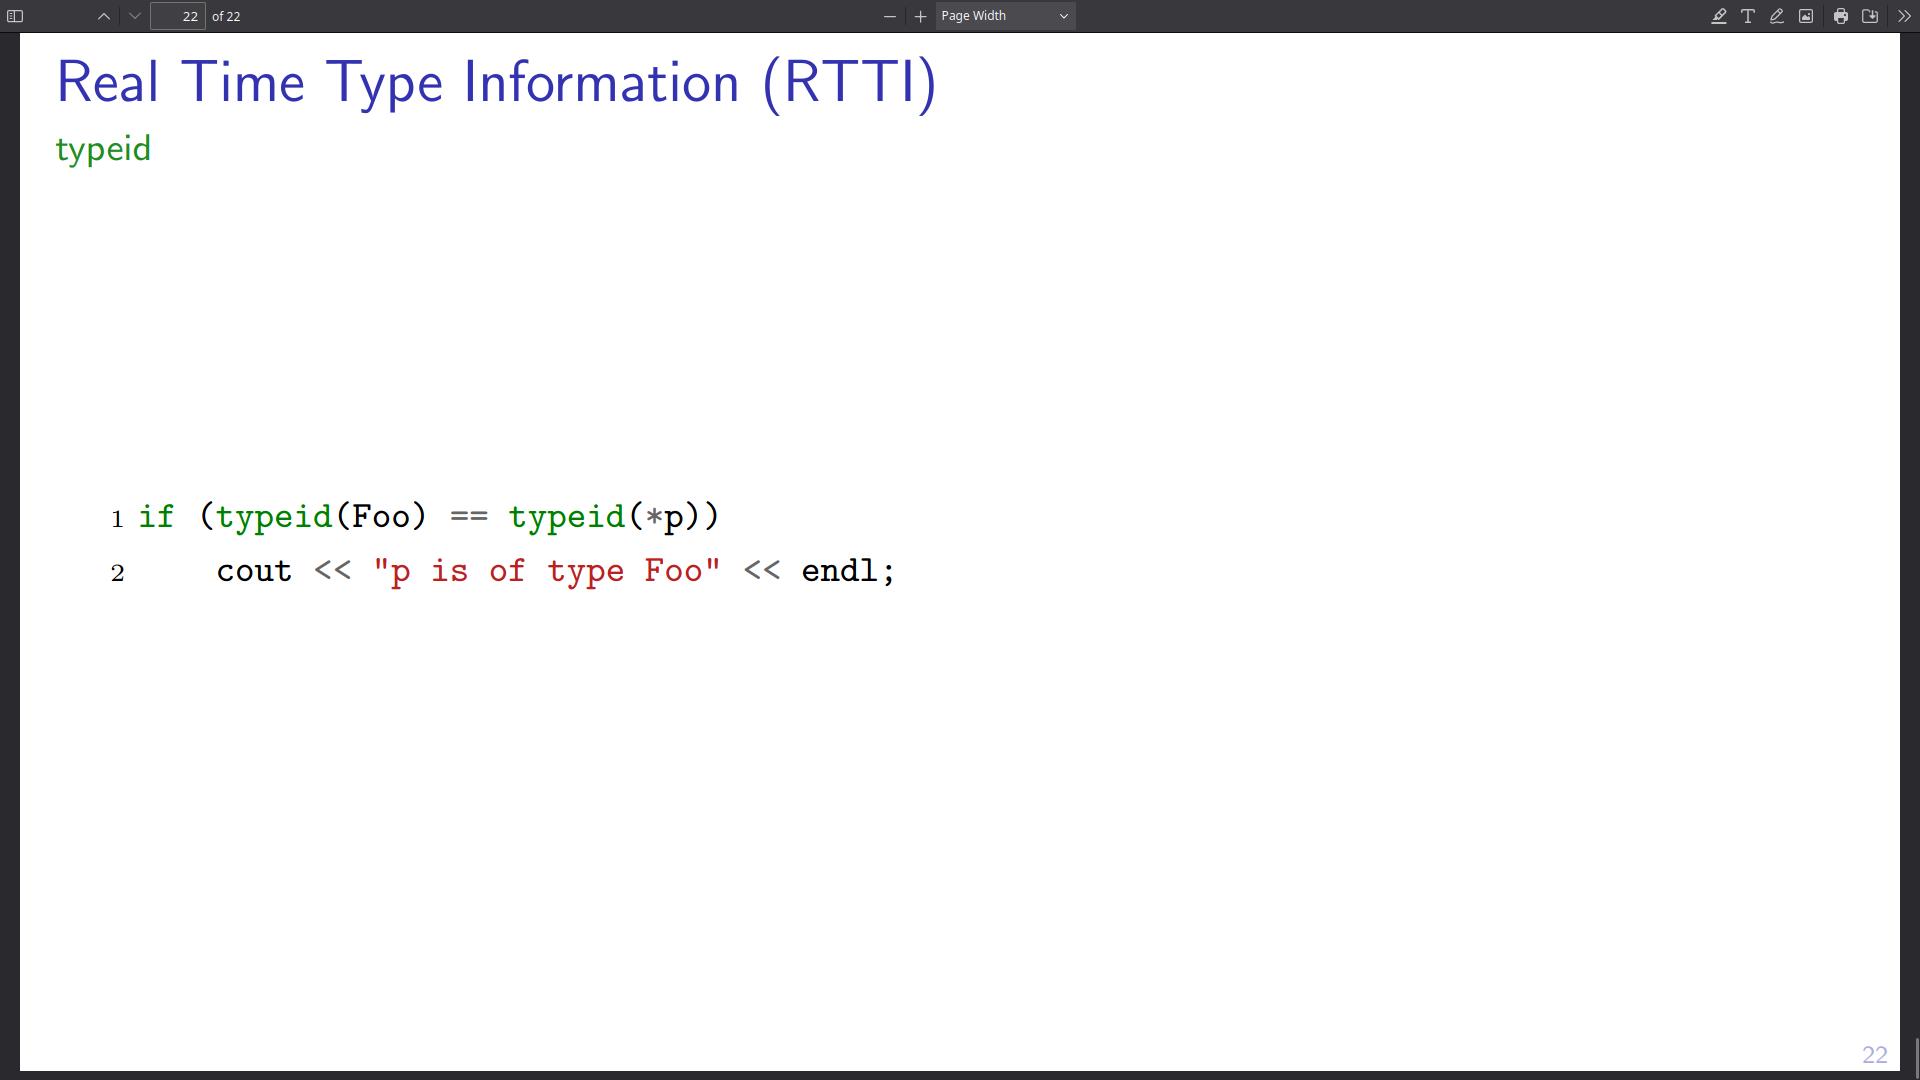 22 of 22 Page Width
Real Time Type Information (RTTI)
typeid
1 if (typeid(Foo) == typeid(*p))
2 cout << "p is of type Foo" << endl;
22